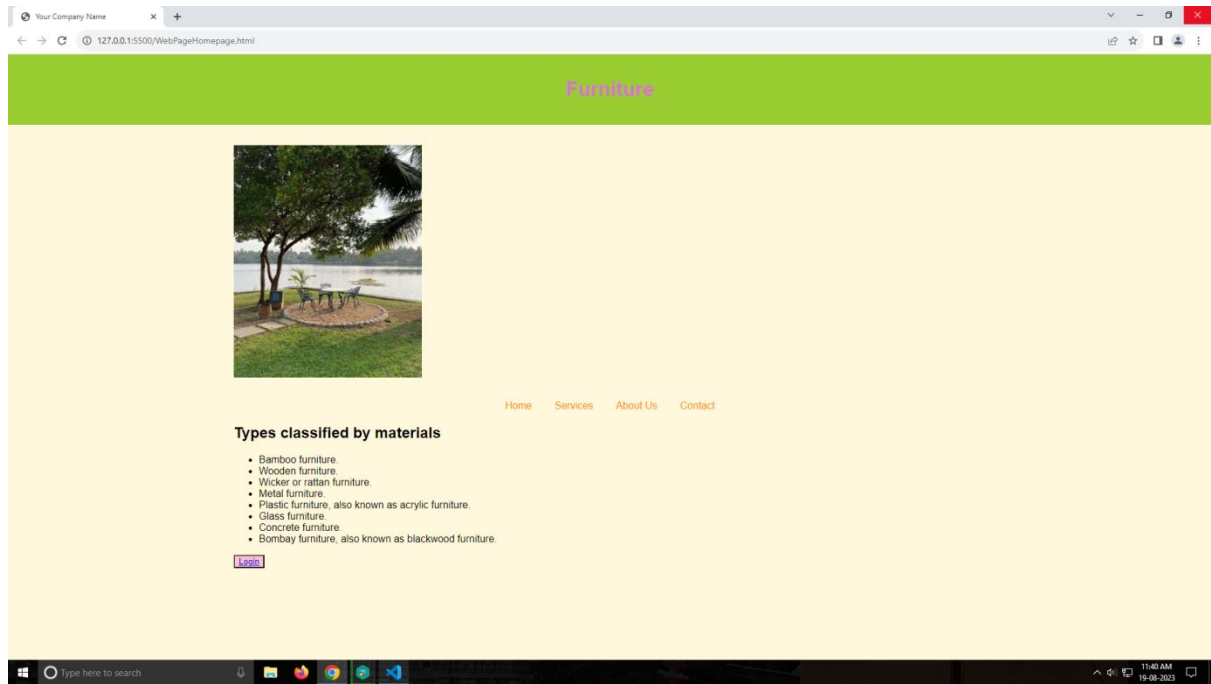 Your Company Name
127.0.0.1:5500/WebPageHomepage.html
Furniture
Home Services About Us Contact
Types classified by materials
• Bamboo furniture.
• Wooden furniture.
• Wicker or rattan furniture.
• Metal furniture.
• Plastic furniture, also known as acrylic furniture.
• Glass furniture.
• Concrete furniture.
• Bombay furniture, also known as blackwood furniture.
Login
Type here to search
11:40 AM
19-08-2023